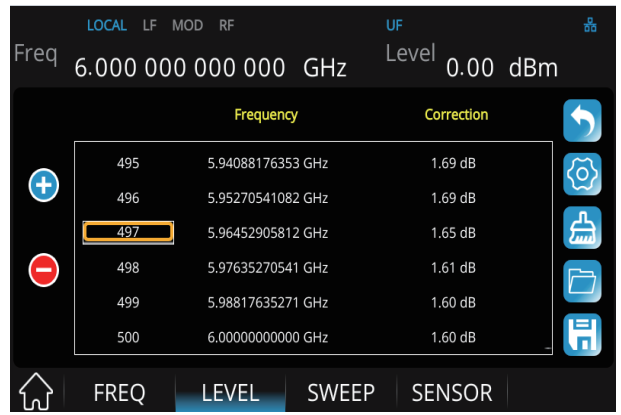 LOCAL LF MOD RF UF
Freq 6.000 000 000 000 GHz Level 0.00 dBm
Frequency Correction
495 5.94088176353 GHz 1.69 dB
496 5.95270541082 GHz 1.69 dB
497 5.96452905812 GHz 1.65 dB
498 5.97635270541 GHz 1.61 dB
499 5.98817635271 GHz 1.60 dB
500 6.00000000000 GHz 1.60 dB
FREQ LEVEL SWEEP SENSOR